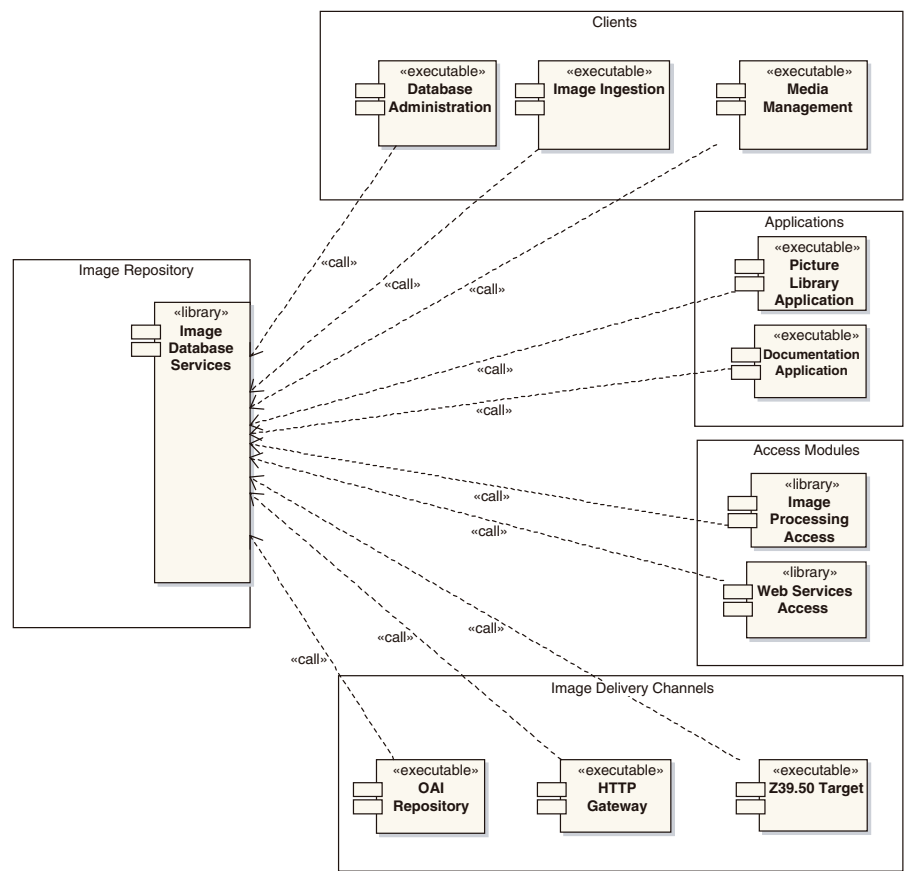 Clients
«executable»
Database
Administration
«executable»
Image Ingestion
«executable»
Media
Management
Applications
«executable»
Picture
Library
Application
«executable»
Documentation
Application
Image Repository
«library»
Image
Database
Services
«call»
«call»
«call»
«call»
«call»
Access Modules
«library»
Image
Processing
Access
«library»
Web Services
Access
«call»
«call»
«call»
«call»
«call»
Image Delivery Channels
«executable»
OAI
Repository
«executable»
HTTP
Gateway
«executable»
Z39.50 Target